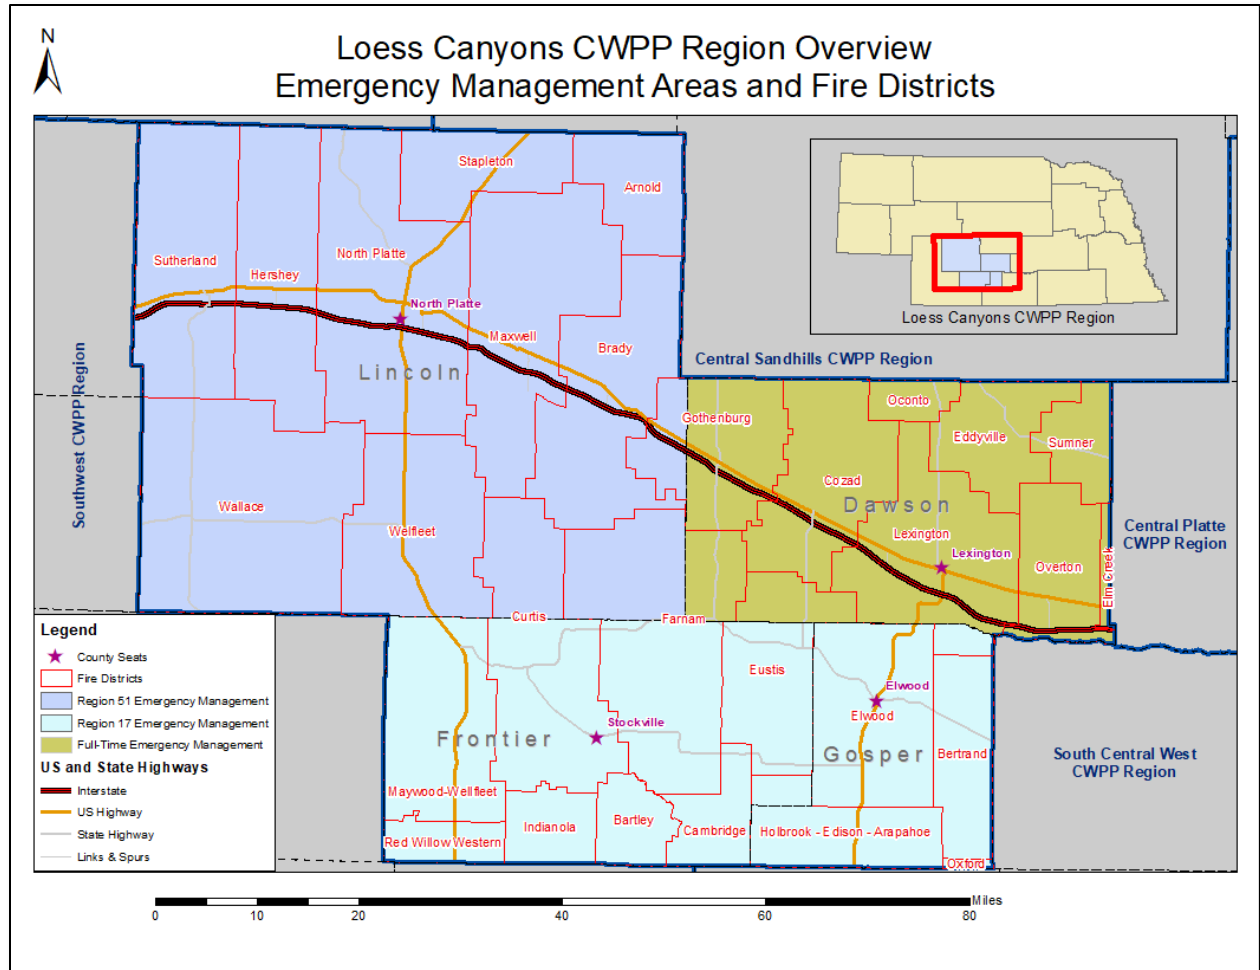 N
Loess Canyons CWPP Region Overview
Emergency Management Areas and Fire Districts
Stapleton
Arnold
North Platte
Sutherland
Hershey
North Platte
Maxwell
Brady
Lincoln
Loess Canyons CWPP Region
Central Sandhills CWPP Region
Southwest CWPP Region
Gothenburg
Oconto
Eddyville
Sumner
Cozad
Dawson
Wallace
Welfleet
Lexington
Lexington
Overton
Elm Creek
Central Platte
CWPP Region
Curtis
Farnam
Legend
County Seats
Fire Districts
Region 51 Emergency Management
Region 17 Emergency Management
Full-Time Emergency Management
US and State Highways
Interstate
US Highway
State Highway
Links & Spurs
Eustis
Elwood
Elwood
Stockville
Frontier
Gosper
Bertrand
South Central West
CWPP Region
Maywood-Wellfleet
Indianola
Bartley
Cambridge
Holbrook - Edison - Arapahoe
Red Willow Western
Oxford
0 10 20 40 60 80
Miles